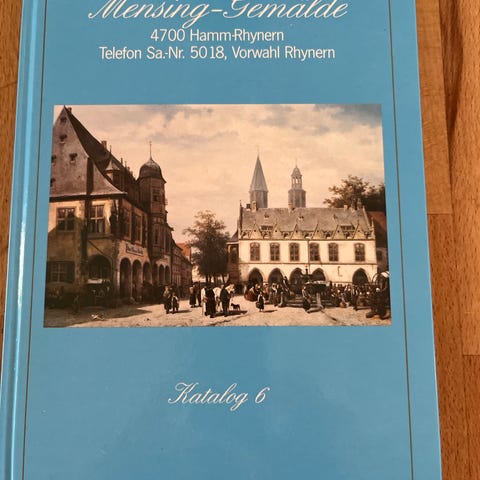 Mensing-Gemälde
4700 Hamm-Rhynern
Telefon Sa.-Nr. 5018, Vorwahl Rhynern
Katalog 6